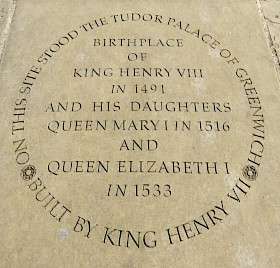 ON THIS SITE STOOD THE TUDOR PALACE OF GREENWICH
BUILT BY KING HENRY VII
BIRTHPLACE
OF
KING HENRY VIII
IN 1491
AND HIS DAUGHTERS
QUEEN MARY I IN 1516
AND
QUEEN ELIZABETH I
IN 1533